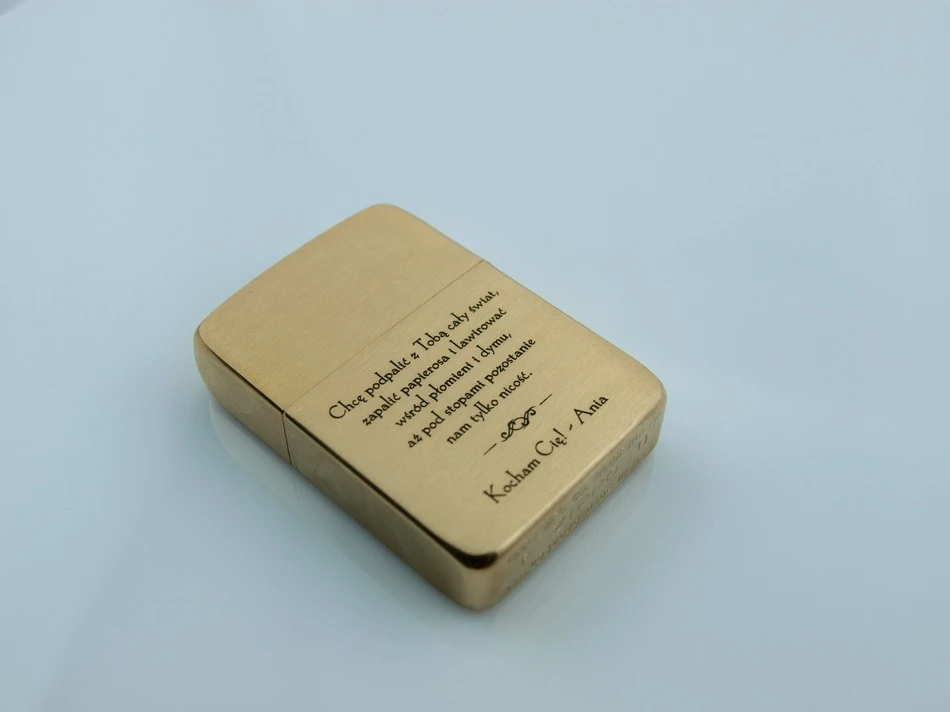 Chcę podpalić z Tobą cały świat,
zapalić papierosa i lawirować
wśród płomieni i dymu,
aż pod stopami pozostanie
nam tylko nicość.
Kocham Cię! - Ania